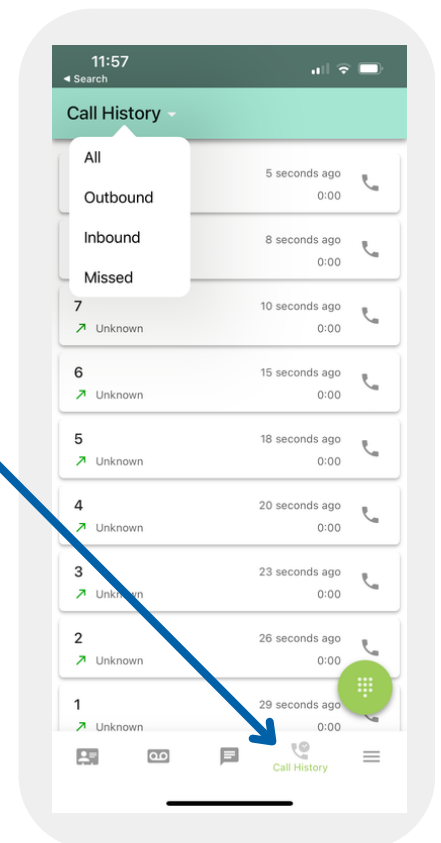 11:57
◄ Search
Call History
All
Outbound
Inbound
Missed
5 seconds ago
0:00
8 seconds ago
0:00
7
10 seconds ago
Unknown
0:00
6
15 seconds ago
Unknown
0:00
5
18 seconds ago
Unknown
0:00
4
20 seconds ago
Unknown
0:00
3
23 seconds ago
Unknown
0:00
2
26 seconds ago
Unknown
0:00
1
29 seconds ago
Unknown
0:00
Call History